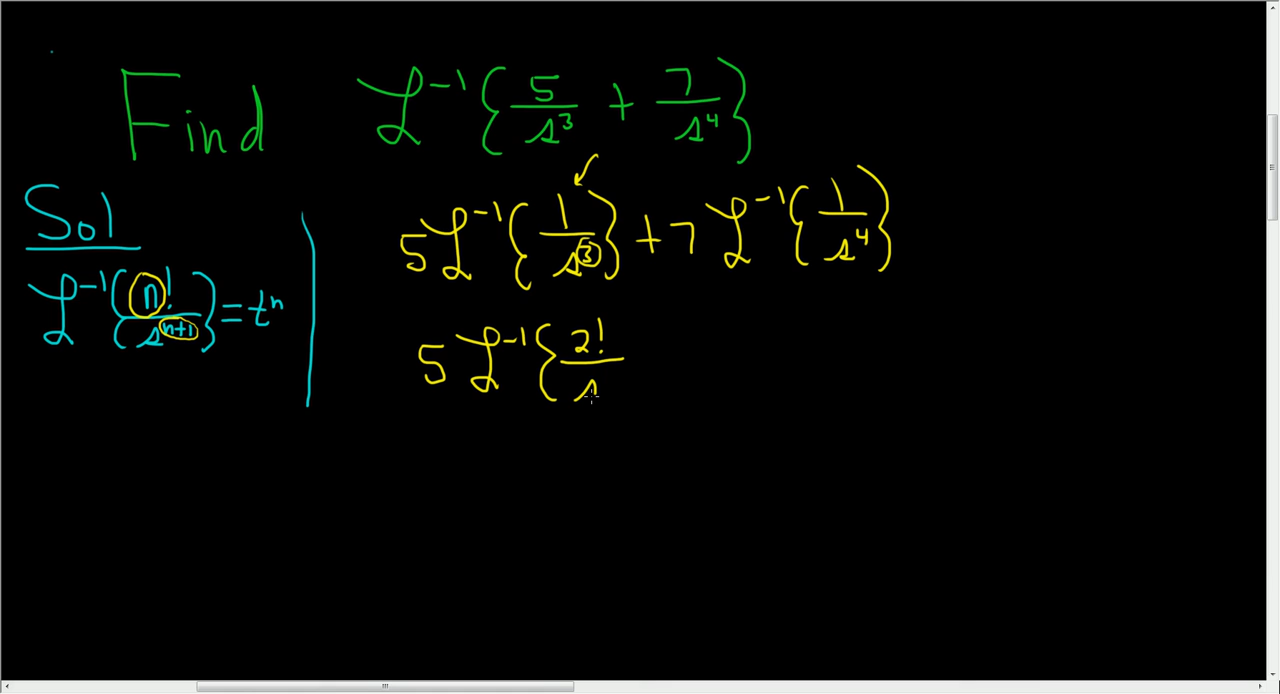 Find ℒ⁻¹{5/s³ + 7/s⁴}
Sol
ℒ⁻¹{n!/sⁿ⁺¹} = tⁿ
5ℒ⁻¹{1/s³} + 7ℒ⁻¹{1/s⁴}
5ℒ⁻¹{2!/s